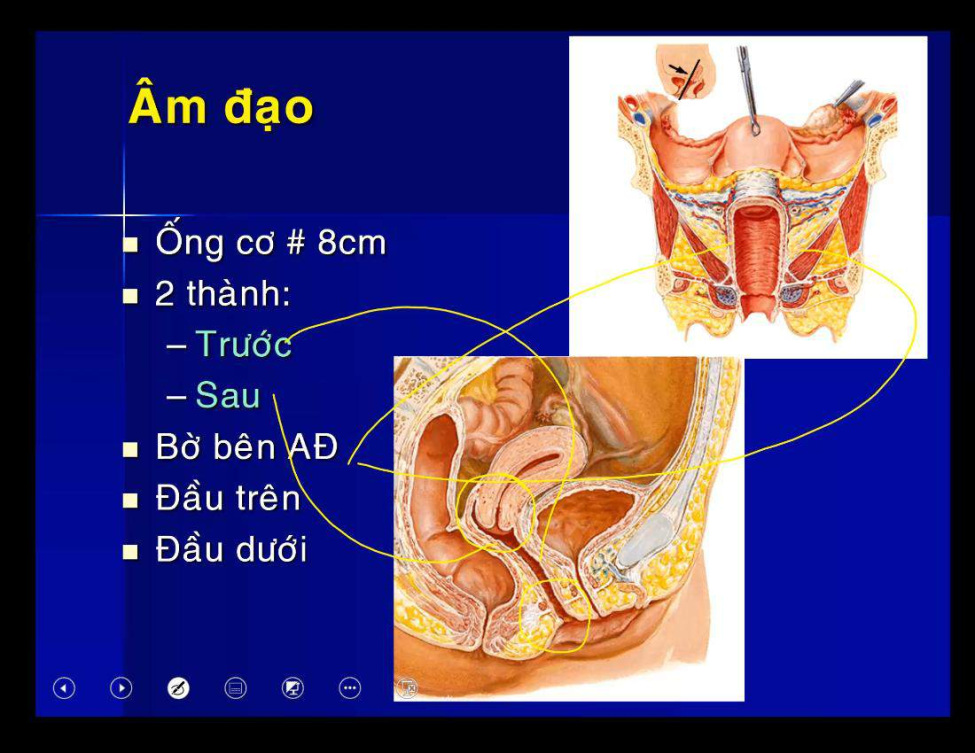 Âm đạo
Ống cơ # 8cm
2 thành:
– Trước
– Sau
Bờ bên AĐ
Đầu trên
Đầu dưới